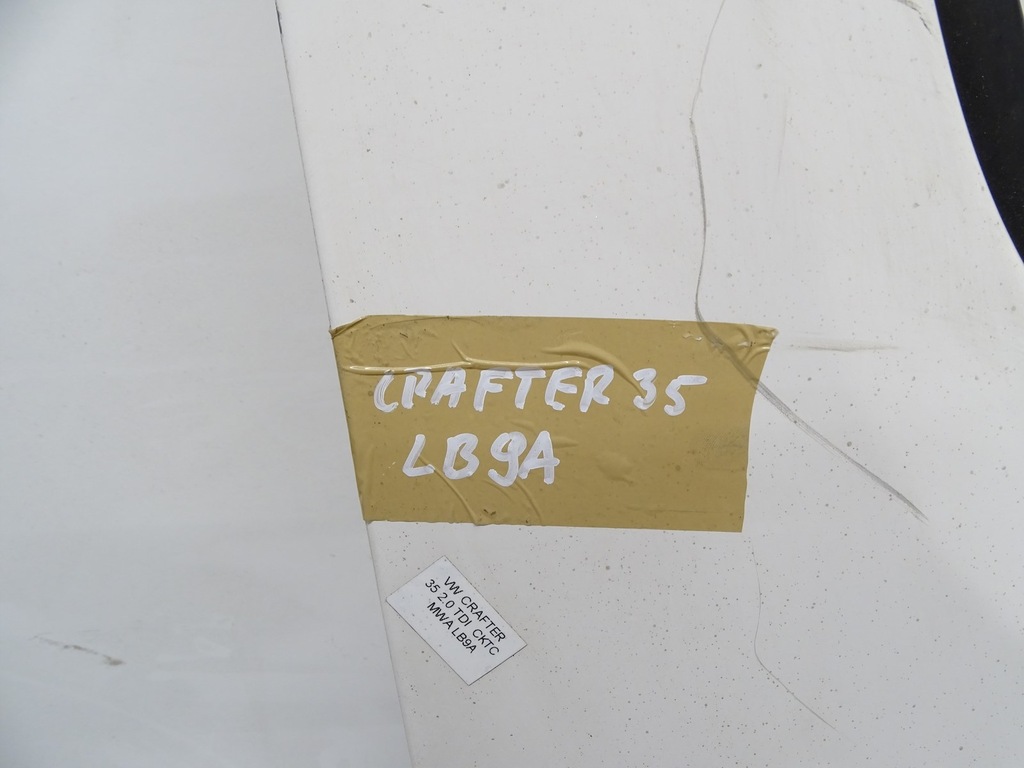 CRAFTER 35
LB9A
VW CRAFTER
35 2.0 TDI CKTC
MWA LB9A